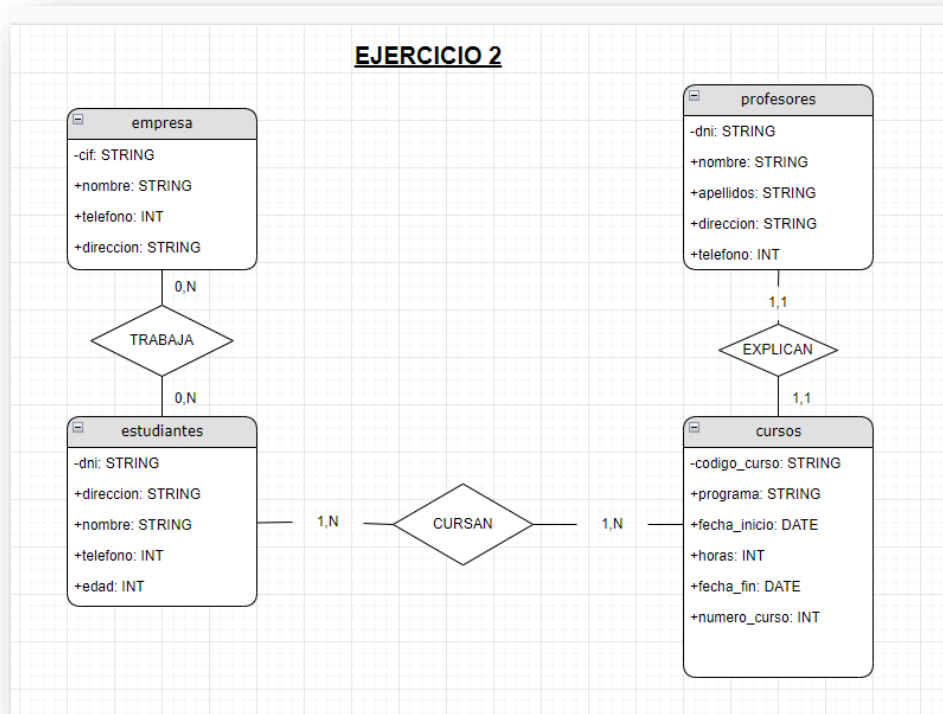 EJERCICIO 2
empresa
-cif: STRING
+nombre: STRING
+telefono: INT
+direccion: STRING
0,N
TRABAJA
0,N
estudiantes
-dni: STRING
+direccion: STRING
+nombre: STRING
+telefono: INT
+edad: INT
1,N
CURSAN
1,N
profesores
-dni: STRING
+nombre: STRING
+apellidos: STRING
+direccion: STRING
+telefono: INT
1,1
EXPLICAN
1,1
cursos
-codigo_curso: STRING
+programa: STRING
+fecha_inicio: DATE
+horas: INT
+fecha_fin: DATE
+numero_curso: INT